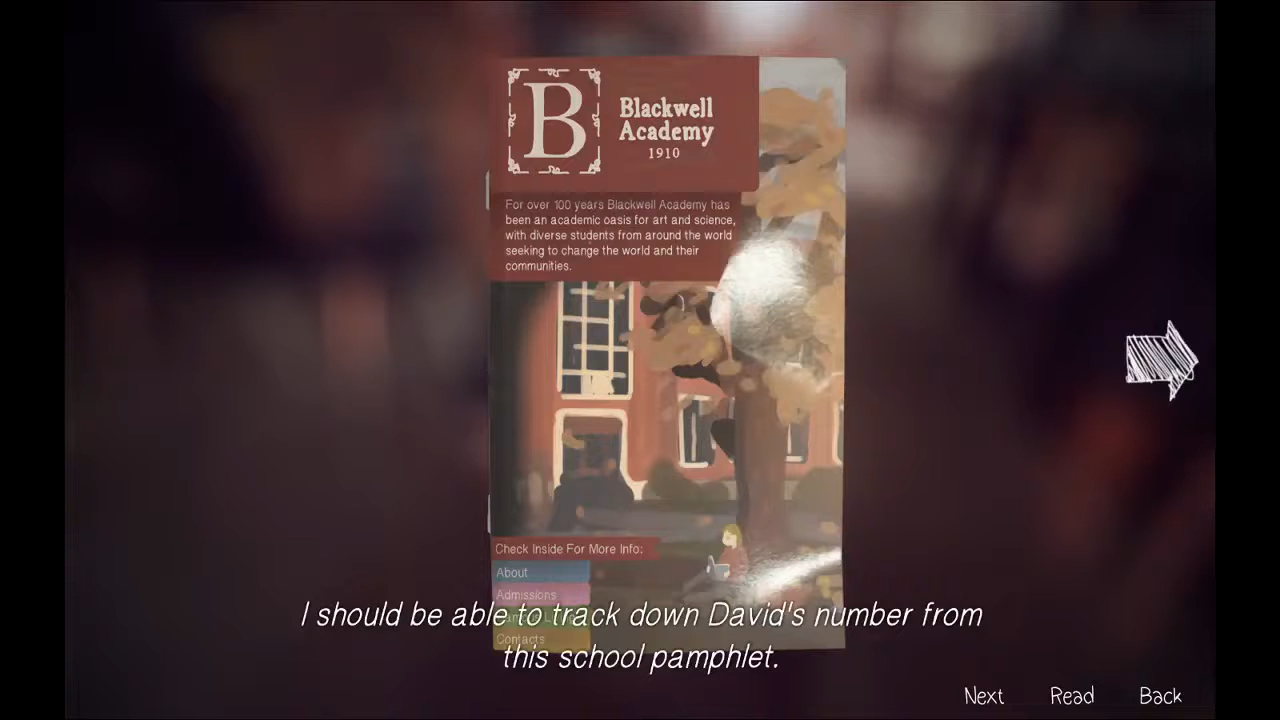 B
Blackwell
Academy
1910
For over 100 years Blackwell Academy has
been an academic oasis for art and science,
with diverse students from around the world
seeking to change the world and their
communities.
Check Inside For More Info:
About
Admissions
Contacts
I should be able to track down David's number from
this school pamphlet.
Next Read Back